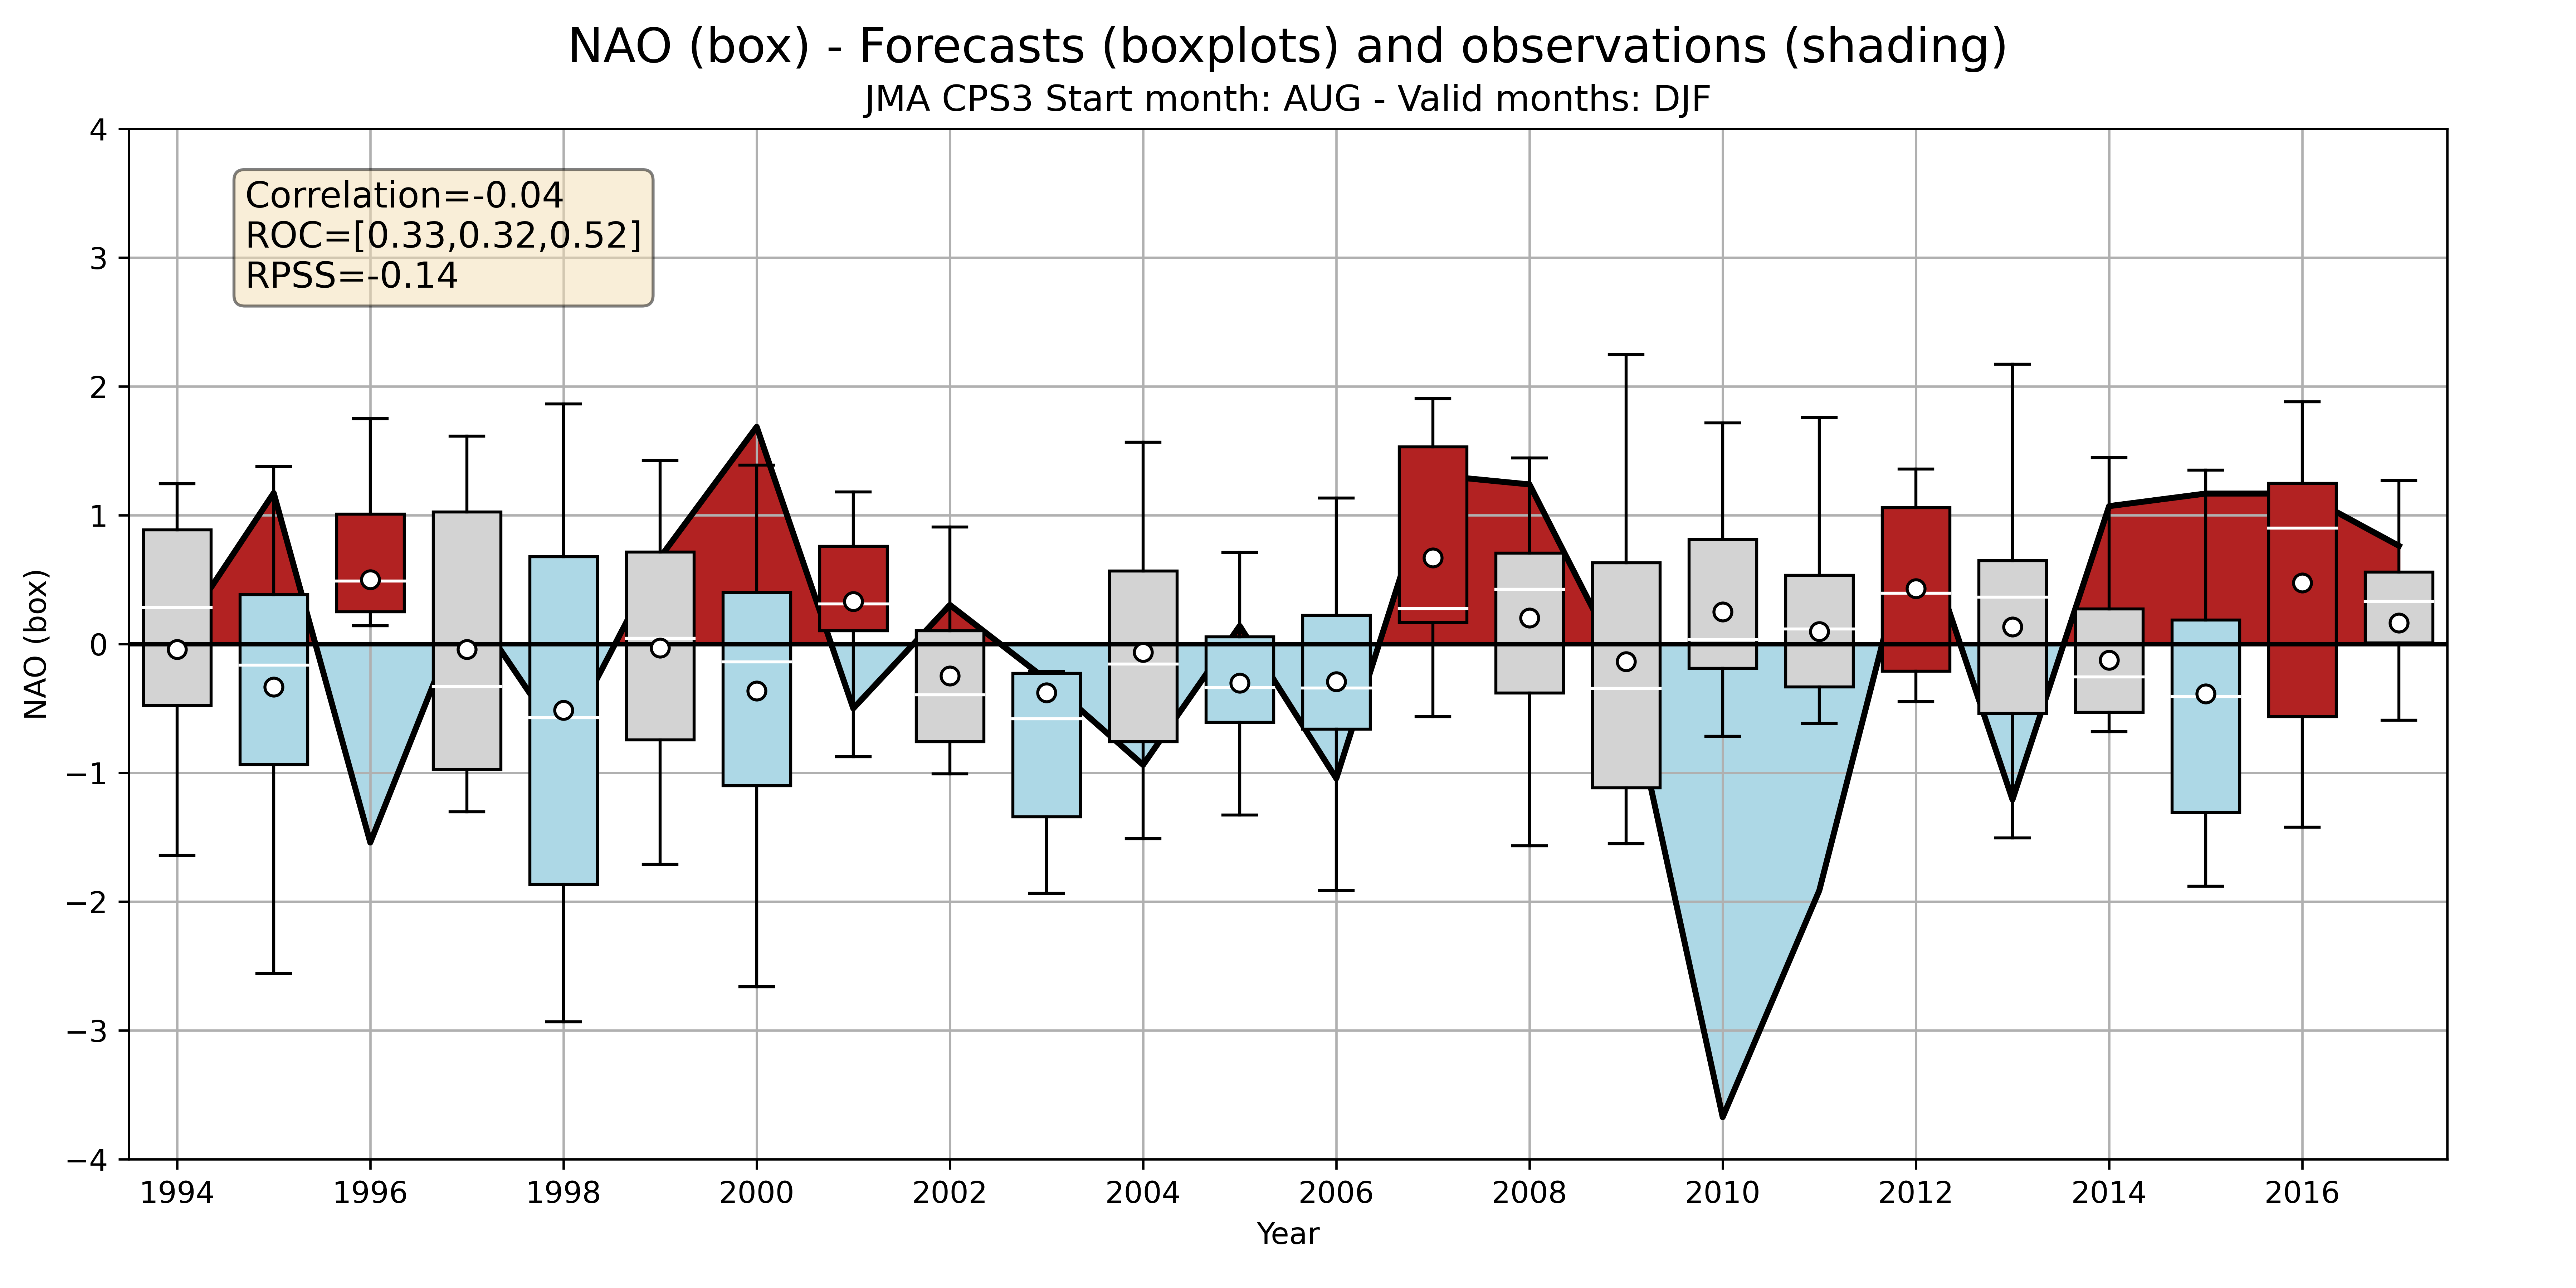 NAO (box) - Forecasts (boxplots) and observations (shading)
JMA CPS3 Start month: AUG - Valid months: DJF
Correlation=-0.04
ROC=[0.33,0.32,0.52]
RPSS=-0.14
NAO (box)
4
3
2
1
0
−1
−2
−3
−4
1994 1996 1998 2000 2002 2004 2006 2008 2010 2012 2014 2016
Year